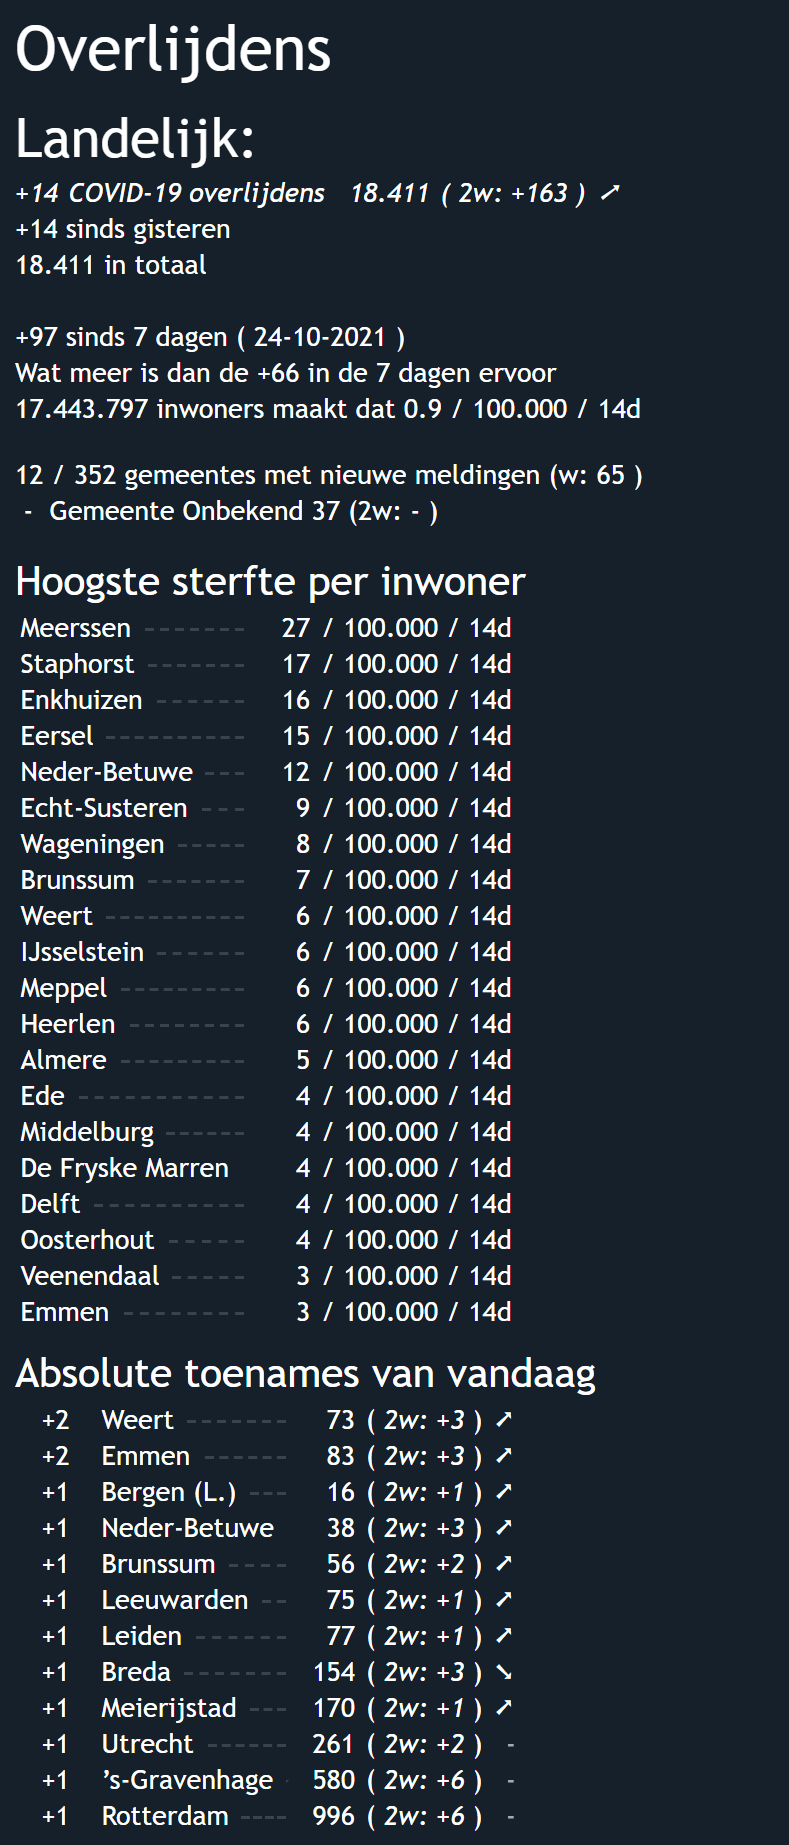 Overlijdens
Landelijk:
+14 COVID-19 overlijdens 18.411 ( 2w: +163 ) ➚
+14 sinds gisteren
18.411 in totaal
+97 sinds 7 dagen ( 24-10-2021 )
Wat meer is dan de +66 in de 7 dagen ervoor
17.443.797 inwoners maakt dat 0.9 / 100.000 / 14d
12 / 352 gemeentes met nieuwe meldingen (w: 65 )
- Gemeente Onbekend 37 (2w: - )
Hoogste sterfte per inwoner
Meerssen ------- 27 / 100.000 / 14d
Staphorst ------- 17 / 100.000 / 14d
Enkhuizen ------ 16 / 100.000 / 14d
Eersel ---------- 15 / 100.000 / 14d
Neder-Betuwe --- 12 / 100.000 / 14d
Echt-Susteren --- 9 / 100.000 / 14d
Wageningen ----- 8 / 100.000 / 14d
Brunssum ------- 7 / 100.000 / 14d
Weert ---------- 6 / 100.000 / 14d
IJsselstein ------ 6 / 100.000 / 14d
Meppel --------- 6 / 100.000 / 14d
Heerlen -------- 6 / 100.000 / 14d
Almere --------- 5 / 100.000 / 14d
Ede ------------ 4 / 100.000 / 14d
Middelburg ------ 4 / 100.000 / 14d
De Fryske Marren 4 / 100.000 / 14d
Delft ----------- 4 / 100.000 / 14d
Oosterhout ----- 4 / 100.000 / 14d
Veenendaal ----- 3 / 100.000 / 14d
Emmen -------- 3 / 100.000 / 14d
Absolute toenames van vandaag
+2 Weert ------- 73 ( 2w: +3 ) ➚
+2 Emmen ------ 83 ( 2w: +3 ) ➚
+1 Bergen (L.) --- 16 ( 2w: +1 ) ➚
+1 Neder-Betuwe 38 ( 2w: +3 ) ➚
+1 Brunssum ---- 56 ( 2w: +2 ) ➚
+1 Leeuwarden -- 75 ( 2w: +1 ) ➚
+1 Leiden ------ 77 ( 2w: +1 ) ➚
+1 Breda ------- 154 ( 2w: +3 ) ➘
+1 Meierijstad --- 170 ( 2w: +1 ) ➚
+1 Utrecht ------ 261 ( 2w: +2 ) -
+1 ’s-Gravenhage - 580 ( 2w: +6 ) -
+1 Rotterdam ---- 996 ( 2w: +6 ) -